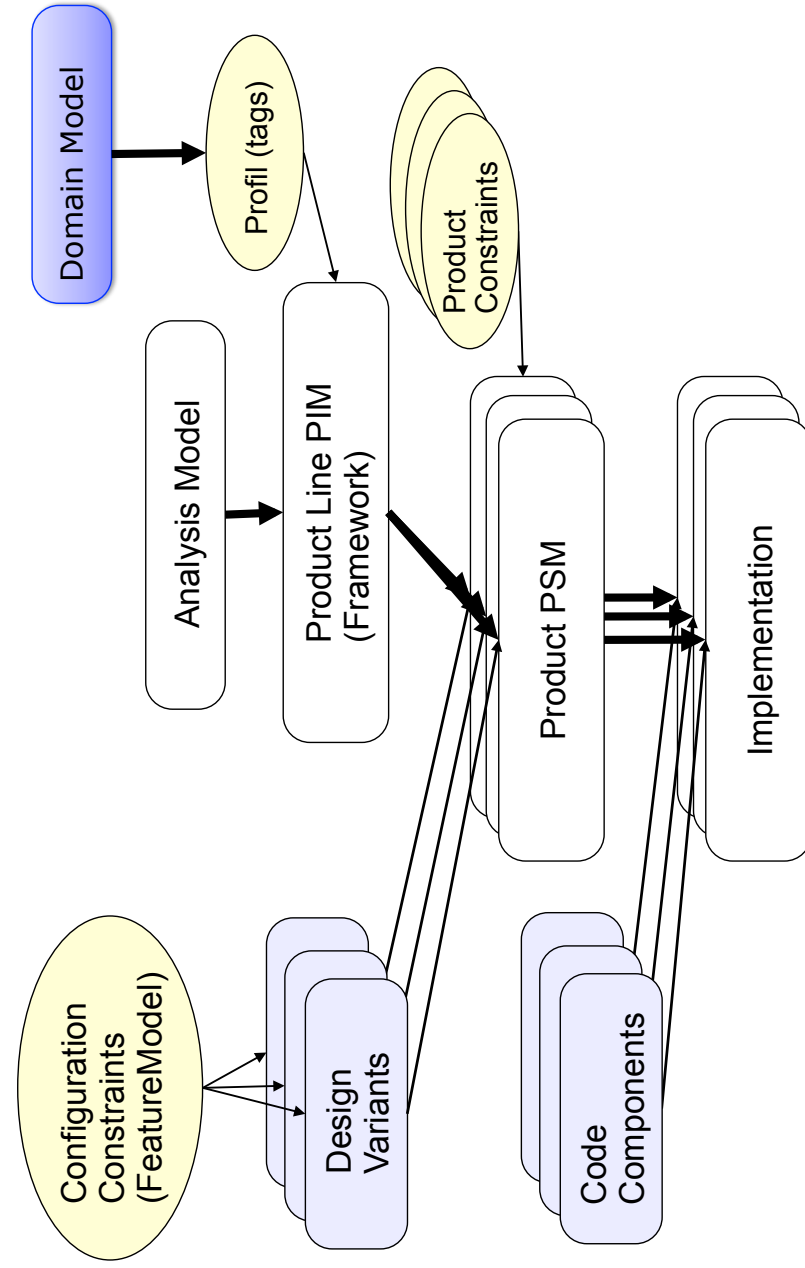 Domain Model
Profil (tags)
Analysis Model
Product Line PIM
(Framework)
Product
Constraints
Configuration
Constraints
(FeatureModel)
Design
Variants
Product PSM
Code
Components
Implementation